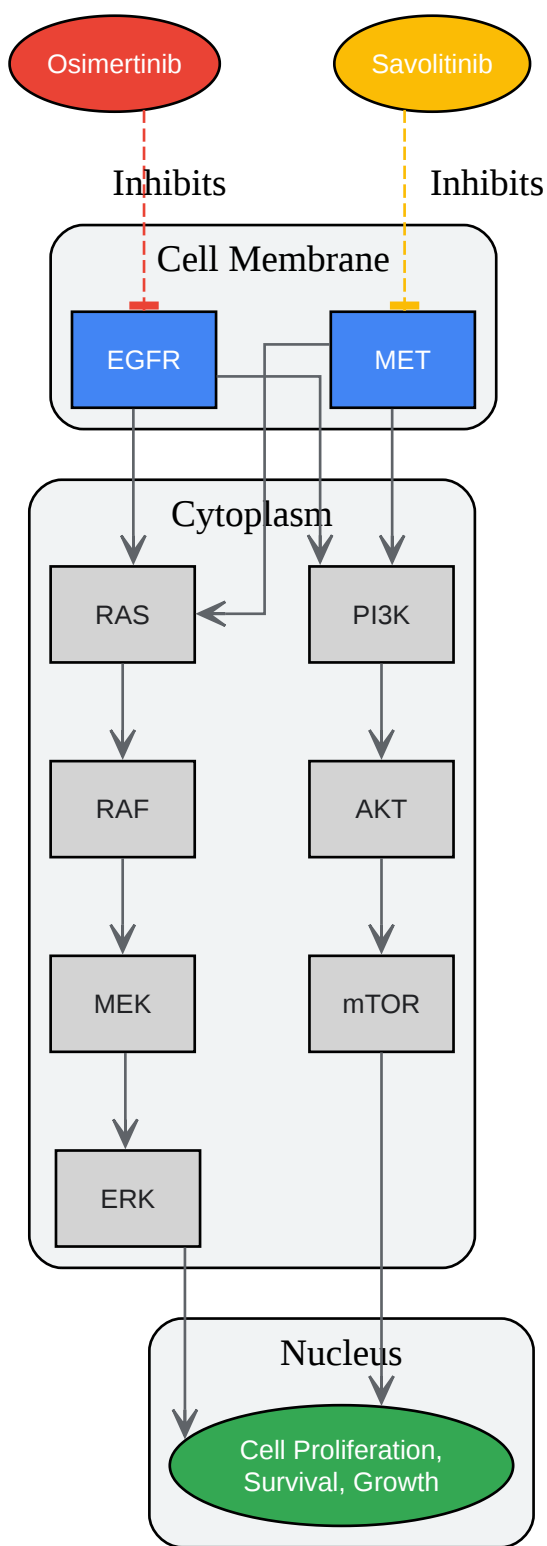 Osimertinib
Savolitinib
Inhibits
Inhibits
Cell Membrane
EGFR
MET
Cytoplasm
RAS
PI3K
RAF
AKT
MEK
mTOR
ERK
Nucleus
Cell Proliferation,
Survival, Growth